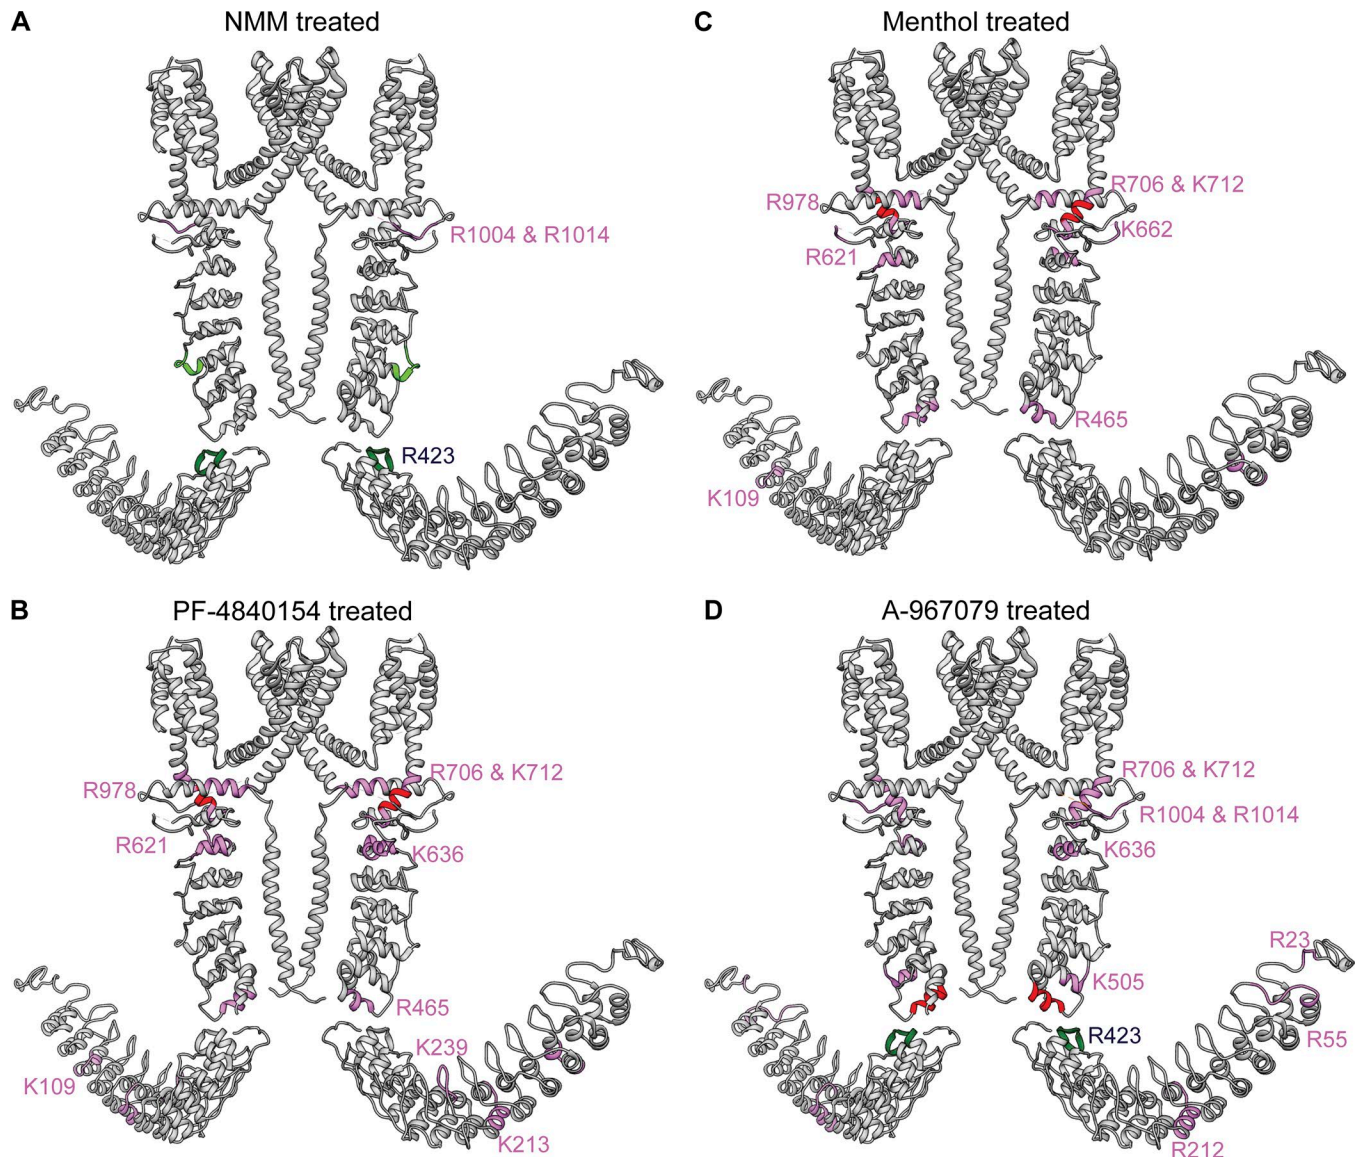 A
NMM treated
R1004 & R1014
R423
C
Menthol treated
R706 & K712
R978
K662
R621
R465
K109
B
PF-4840154 treated
R706 & K712
R978
R621
K636
R465
K239
K109
K213
D
A-967079 treated
R706 & K712
R1004 & R1014
K636
R23
K505
R423
R55
R212